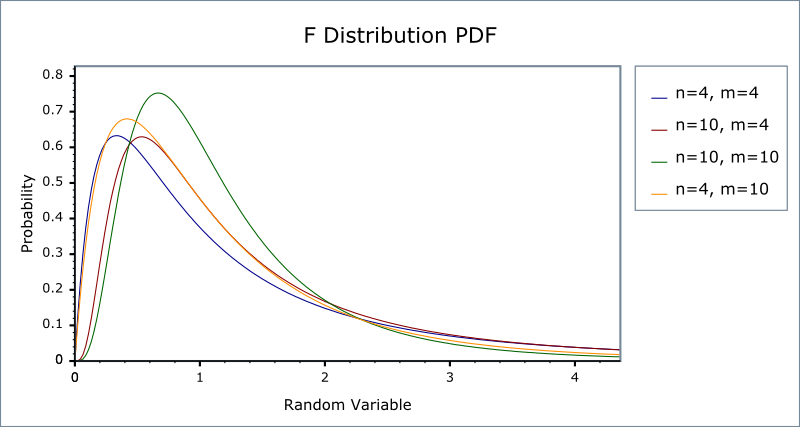 F Distribution PDF
0.8
0.7
0.6
0.5
0.4
0.3
0.2
0.1
0
0 1 2 3 4
Probability
Random Variable
n=4, m=4
n=10, m=4
n=10, m=10
n=4, m=10